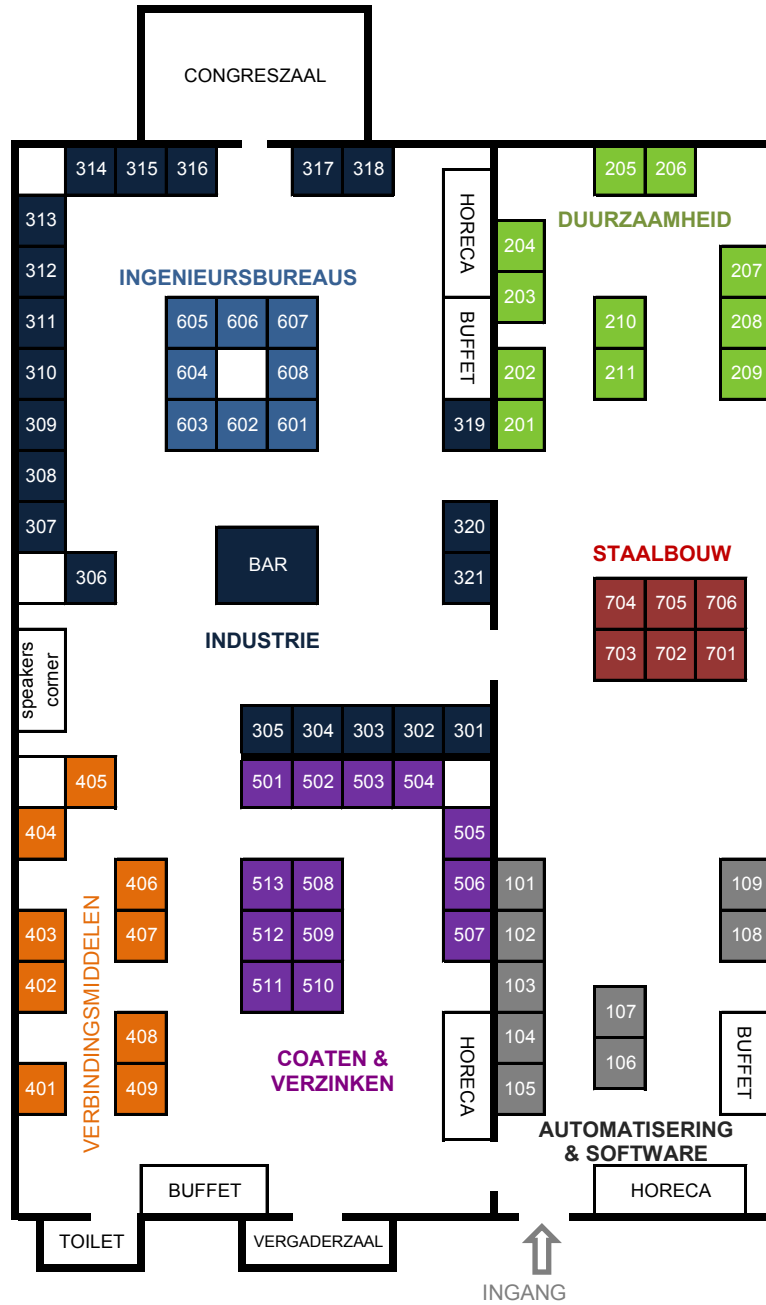 CONGRESZAAL
314 315 316 317 318 205 206
313
HORECA
DUURZAAMHEID
204
312
INGENIEURSBUREAUS
207
203
311 605 606 607 210 208
BUFFET
310 604 608 202 211 209
309 603 602 601 319 201
308
307 320
BAR
STAALBOUW
306 321
704 705 706
INDUSTRIE
speakers
corner
703 702 701
305 304 303 302 301
405 501 502 503 504
404 505
406 513 508 506 101 109
VERBINDINGSMIDDELEN
403 407 512 509 507 102 108
402 511 510 103
107
408 104
HORECA
COATEN &
VERZINKEN
106
BUFFET
401 409 105
AUTOMATISERING
& SOFTWARE
BUFFET
HORECA
TOILET
VERGADERZAAL
INGANG